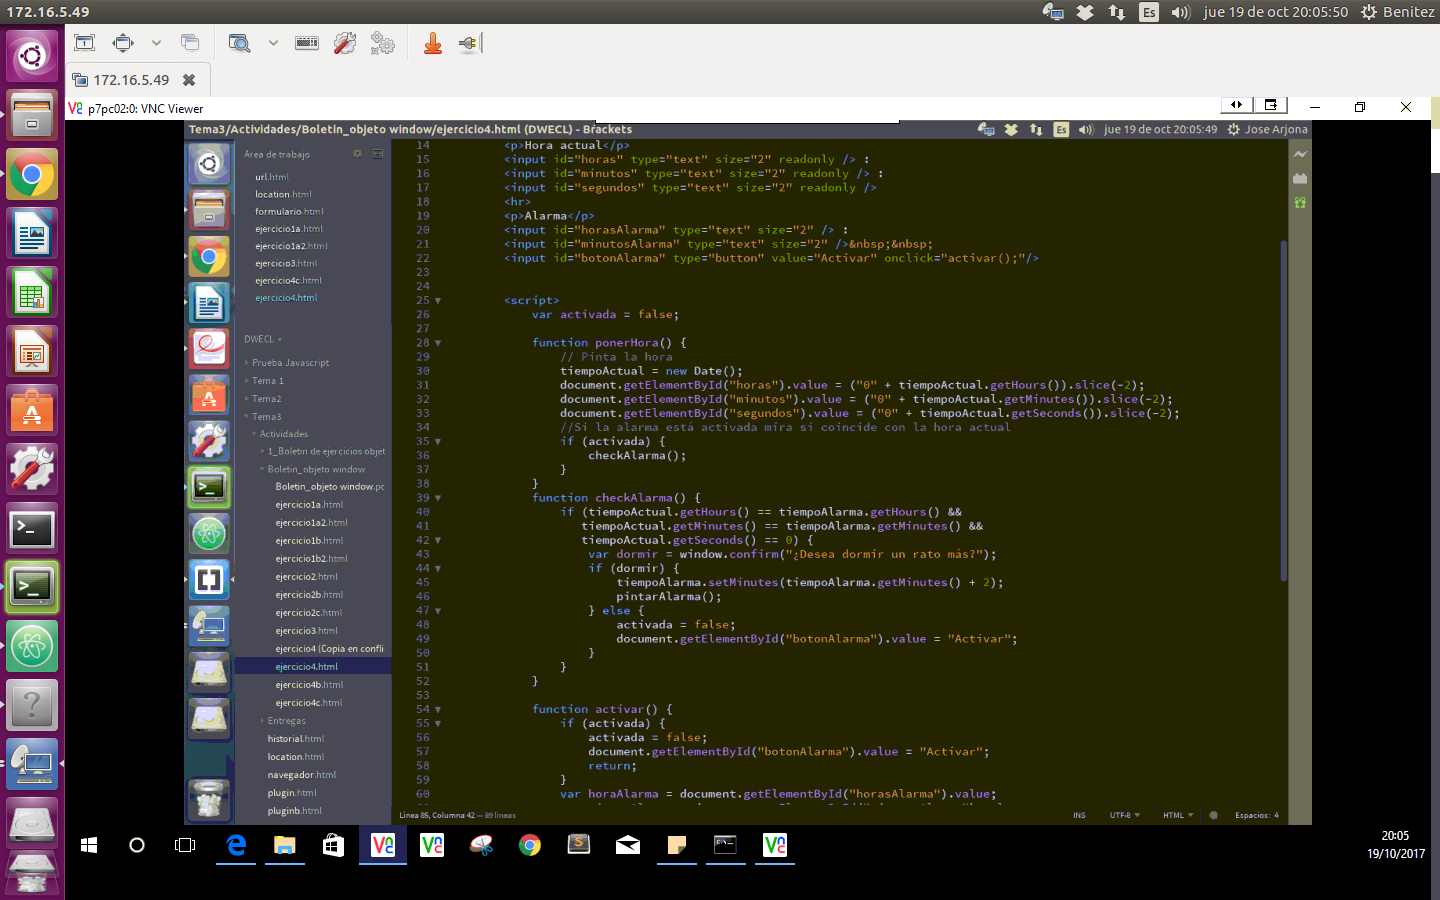 172.16.5.49
Es
jue 19 de oct 20:05:50
Benitez
172.16.5.49
p7pc02:0: VNC Viewer
Tema3/Actividades/Boletin_objeto window/ejercicio4.html (DWECL) - Brackets
Es
jue 19 de oct 20:05:49
Jose Arjona
Área de trabajo
url.html
location.html
formulario.html
ejercicio1a.html
ejercicio1a2.html
ejercicio3.html
ejercicio4c.html
ejercicio4.html
DWECL
Prueba Javascript
Tema 1
Tema2
Tema3
Actividades
1_Boletin de ejercicios objet
Boletin_objeto window
Boletin_objeto window.pc
ejercicio1a.html
ejercicio1a2.html
ejercicio1b.html
ejercicio1b2.html
ejercicio2.html
ejercicio2b.html
ejercicio2c.html
ejercicio3.html
ejercicio4 (Copia en confli
ejercicio4.html
ejercicio4b.html
ejercicio4c.html
Entregas
historial.html
location.html
navegador.html
plugin.html
pluginb.html
14 <p>Hora actual</p>
15 <input id="horas" type="text" size="2" readonly /> :
16 <input id="minutos" type="text" size="2" readonly /> :
17 <input id="segundos" type="text" size="2" readonly />
18 <hr>
19 <p>Alarma</p>
20 <input id="horasAlarma" type="text" size="2" /> :
21 <input id="minutosAlarma" type="text" size="2" />&nbsp;&nbsp;
22 <input id="botonAlarma" type="button" value="Activar" onclick="activar();"/>
23
24
25 <script>
26 var activada = false;
27
28 function ponerHora() {
29 // Pinta la hora
30 tiempoActual = new Date();
31 document.getElementById("horas").value = ("0" + tiempoActual.getHours()).slice(-2);
32 document.getElementById("minutos").value = ("0" + tiempoActual.getMinutes()).slice(-2);
33 document.getElementById("segundos").value = ("0" + tiempoActual.getSeconds()).slice(-2);
34 //Si la alarma está activada mira si coincide con la hora actual
35 if (activada) {
36 checkAlarma();
37 }
38 }
39 function checkAlarma() {
40 if (tiempoActual.getHours() == tiempoAlarma.getHours() &&
41 tiempoActual.getMinutes() == tiempoAlarma.getMinutes() &&
42 tiempoActual.getSeconds() == 0) {
43 var dormir = window.confirm("¿Desea dormir un rato más?");
44 if (dormir) {
45 tiempoAlarma.setMinutes(tiempoAlarma.getMinutes() + 2);
46 pintarAlarma();
47 } else {
48 activada = false;
49 document.getElementById("botonAlarma").value = "Activar";
50 }
51 }
52 }
53
54 function activar() {
55 if (activada) {
56 activada = false;
57 document.getElementById("botonAlarma").value = "Activar";
58 return;
59 }
60 var horaAlarma = document.getElementById("horasAlarma").value;
Línea 85, Columna 42 — 89 líneas
INS
UTF-8
HTML
Espacios: 4
20:05
19/10/2017